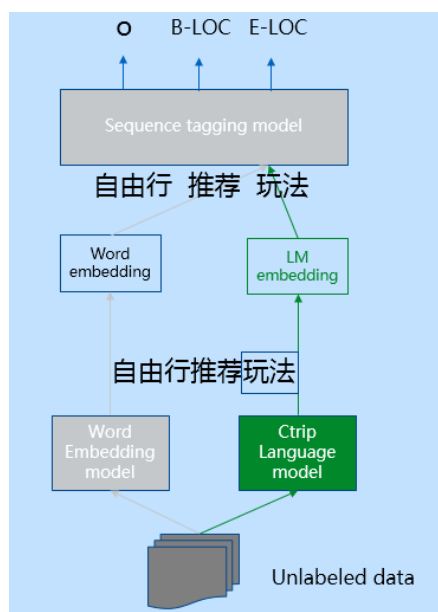 O B-LOC E-LOC
Sequence tagging model
自由行 推荐 玩法
Word
embedding
LM
embedding
自由行推荐玩法
Word
Embedding
model
Ctrip
Language
model
Unlabeled data